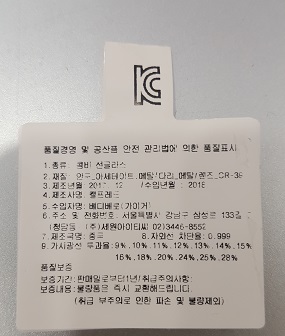 KC
품질경영 및 공산품 안전 관리법에 의한 품질표시
1.종류: 콤비 선글라스
2.재질: 안구_아세테이트,메탈/다리_메탈/렌즈_CR-39
3.제조년월: 201 . 12 /수입년월: 2018.
4.제조사명: 젤프레드
5.수입자명: 베디베로(가이거)
6.주소 및 전화번호: 서울특별시 강남구 삼성로 133길
(청담동 (주)세원아이티씨 02)3446-8552
7.제조국명: 중국 8.자외선 차단율: 0.999
9.가시광선 투과율: 9%,10%,11%,12%,13%,14%,15%
16%,18%,20%,24%,25%,28%
품질보증
보증기간: 판매일로부터1년/취급주의사항:
보증내용: 불량품은 즉시 교환해드립니다.
(취급 부주의로 인한 파손 및 불량제외)